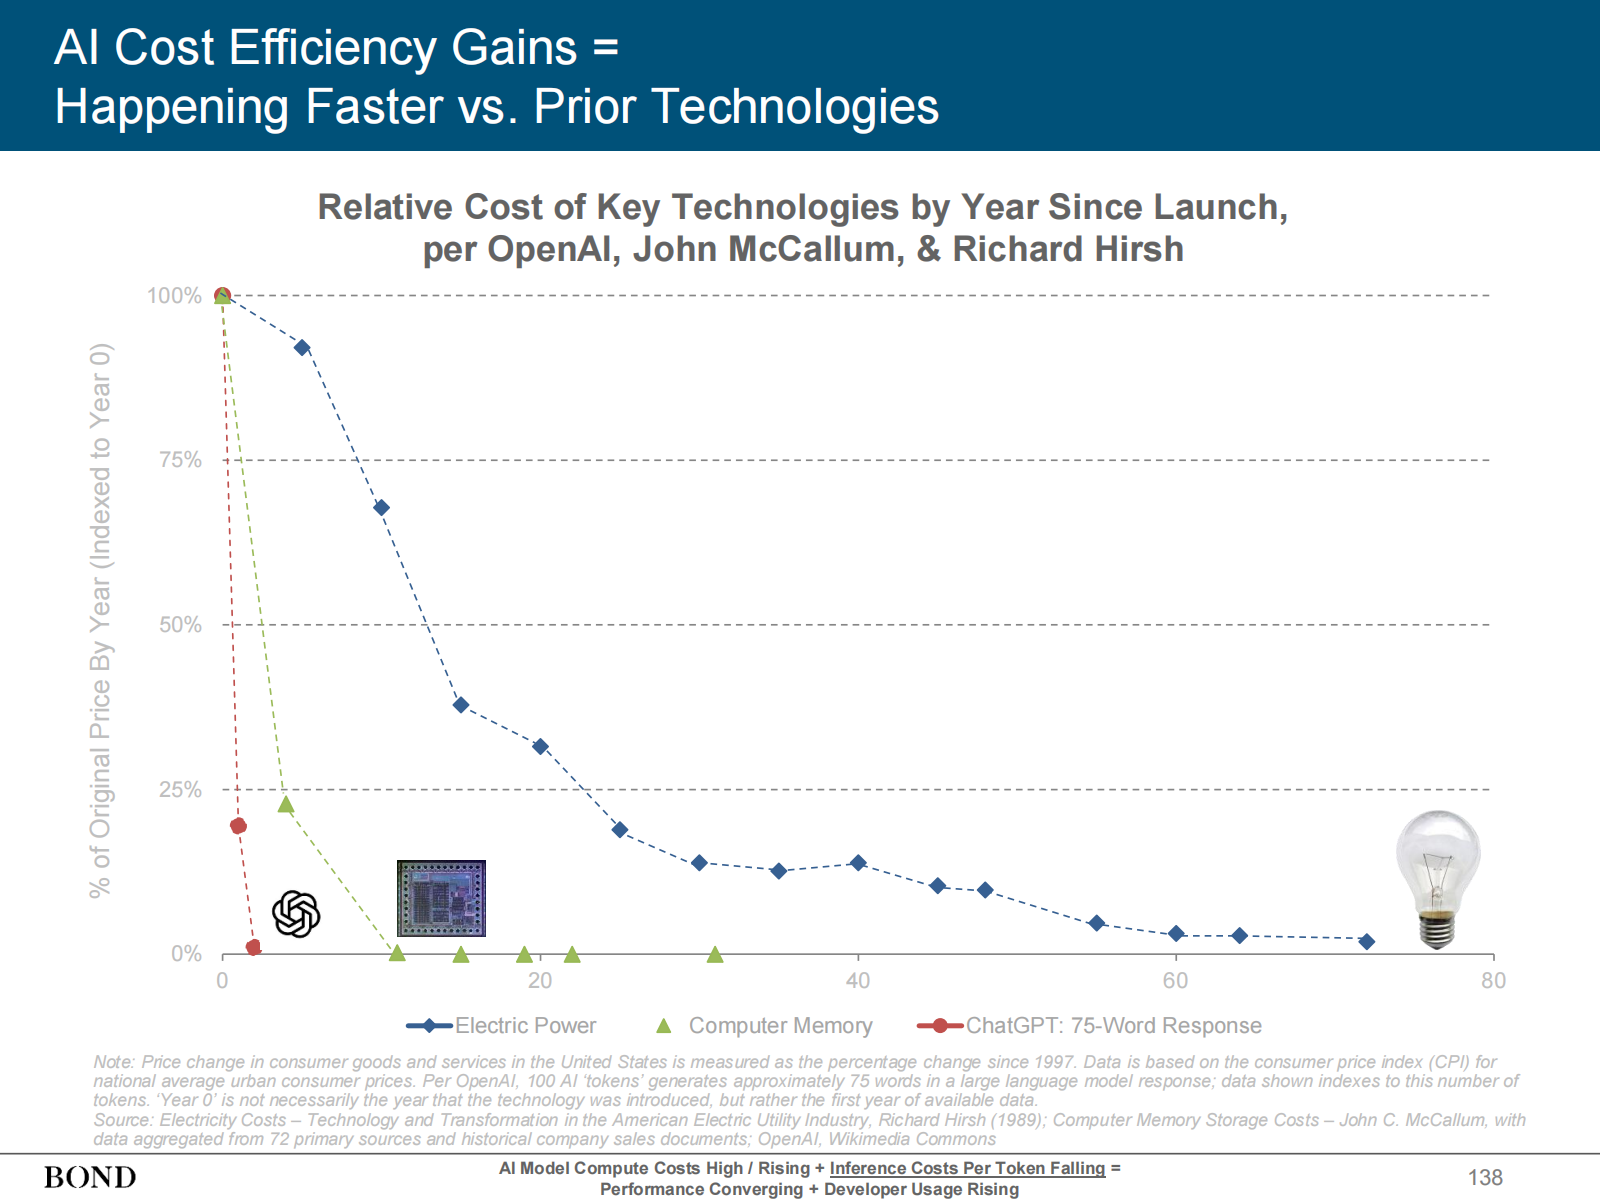 AI Cost Efficiency Gains =
Happening Faster vs. Prior Technologies
Relative Cost of Key Technologies by Year Since Launch,
per OpenAI, John McCallum, & Richard Hirsh
% of Original Price By Year (Indexed to Year 0)
100%
75%
50%
25%
0%
0 20 40 60 80
Electric Power Computer Memory ChatGPT: 75-Word Response
Note: Price change in consumer goods and services in the United States is measured as the percentage change since 1997. Data is based on the consumer price index (CPI) for
national average urban consumer prices. Per OpenAI, 100 AI ‘tokens’ generates approximately 75 words in a large language model response; data shown indexes to this number of
tokens. ‘Year 0’ is not necessarily the year that the technology was introduced, but rather the first year of available data.
Source: Electricity Costs – Technology and Transformation in the American Electric Utility Industry, Richard Hirsh (1989); Computer Memory Storage Costs – John C. McCallum, with
data aggregated from 72 primary sources and historical company sales documents; OpenAI, Wikimedia Commons
BOND
AI Model Compute Costs High / Rising + Inference Costs Per Token Falling =
Performance Converging + Developer Usage Rising
138